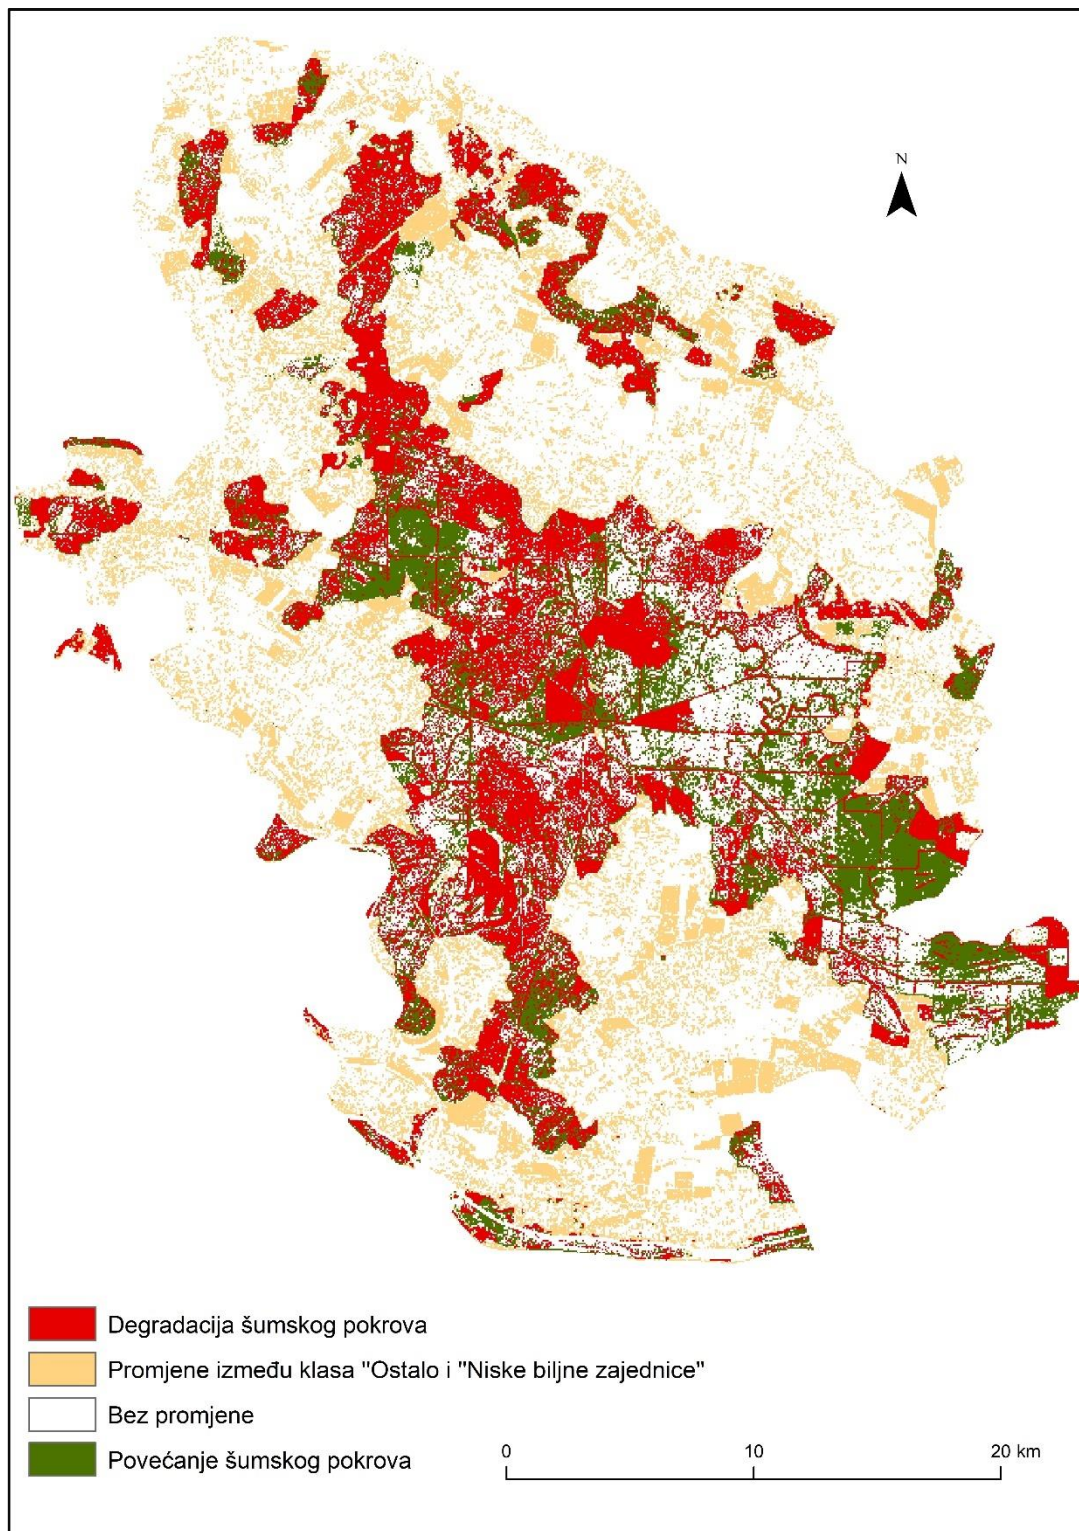 N
Degradacija šumskog pokrova
Promjene između klasa "Ostalo i "Niske biljne zajednice"
Bez promjene
Povećanje šumskog pokrova
0 10 20 km